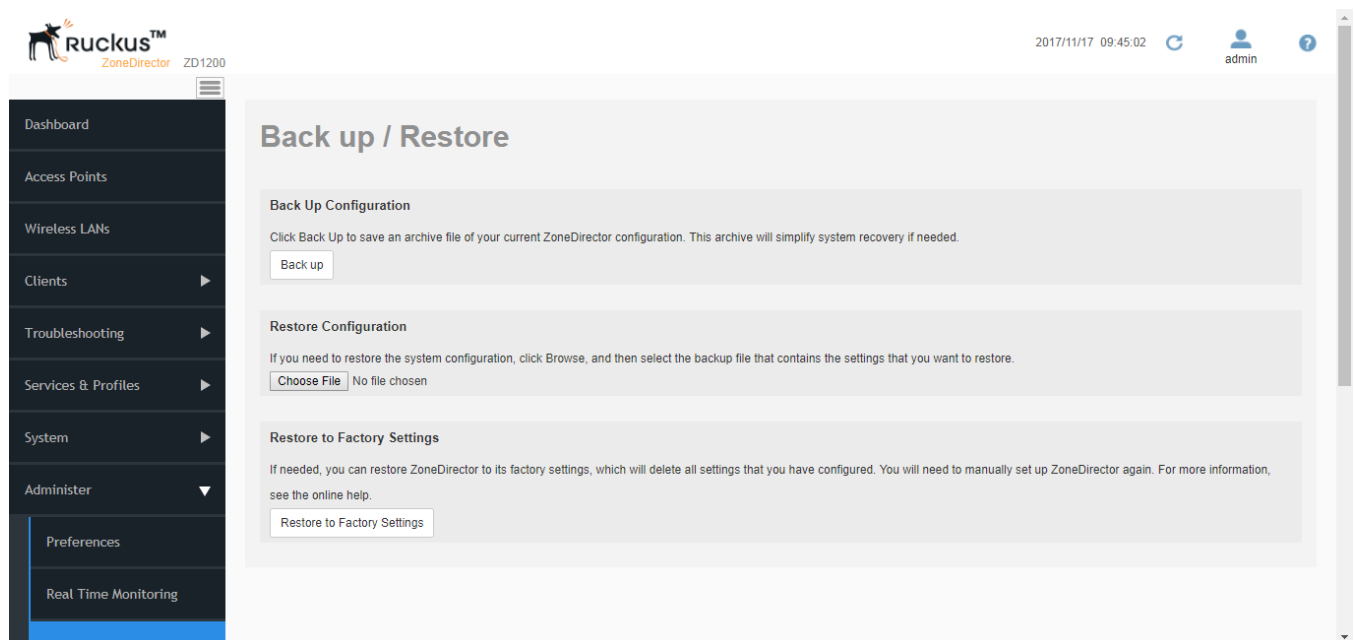 Ruckus™
ZoneDirector ZD1200
2017/11/17 09:45:02
admin
?
Dashboard
Access Points
Wireless LANs
Clients
Troubleshooting
Services & Profiles
System
Administer
Preferences
Real Time Monitoring
Back up / Restore
Back Up Configuration
Click Back Up to save an archive file of your current ZoneDirector configuration. This archive will simplify system recovery if needed.
Back up
Restore Configuration
If you need to restore the system configuration, click Browse, and then select the backup file that contains the settings that you want to restore.
Choose File No file chosen
Restore to Factory Settings
If needed, you can restore ZoneDirector to its factory settings, which will delete all settings that you have configured. You will need to manually set up ZoneDirector again. For more information,
see the online help.
Restore to Factory Settings